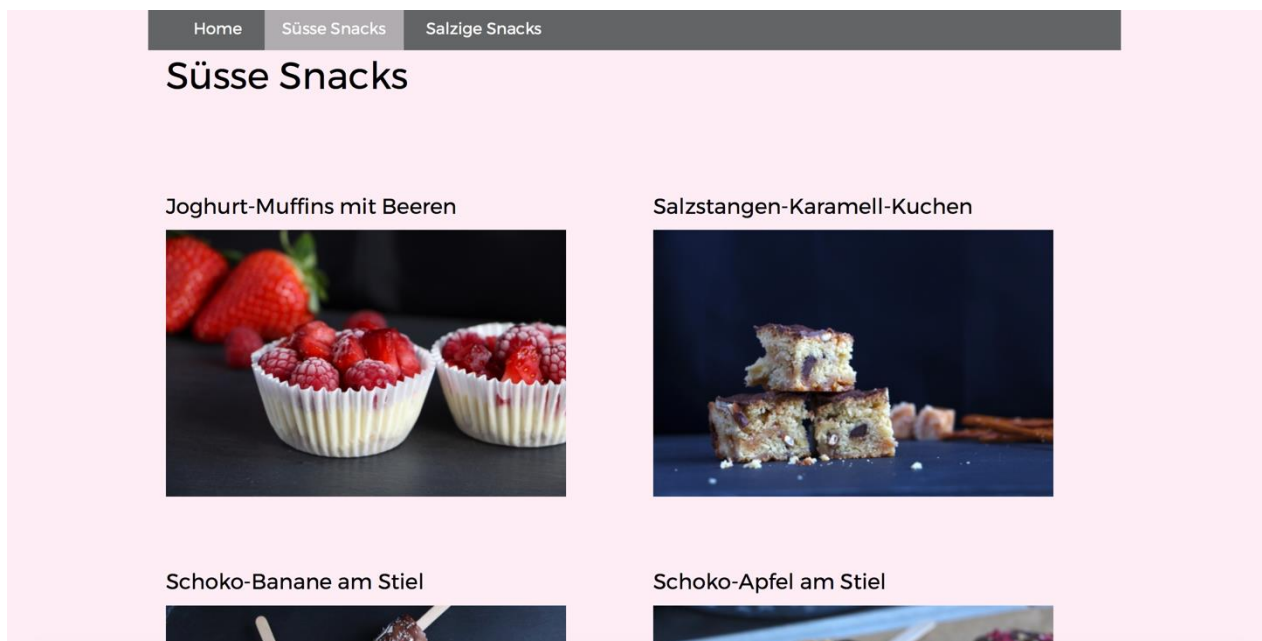 Home Süsse Snacks Salzige Snacks
Süsse Snacks
Joghurt-Muffins mit Beeren
Salzstangen-Karamell-Kuchen
Schoko-Banane am Stiel
Schoko-Apfel am Stiel